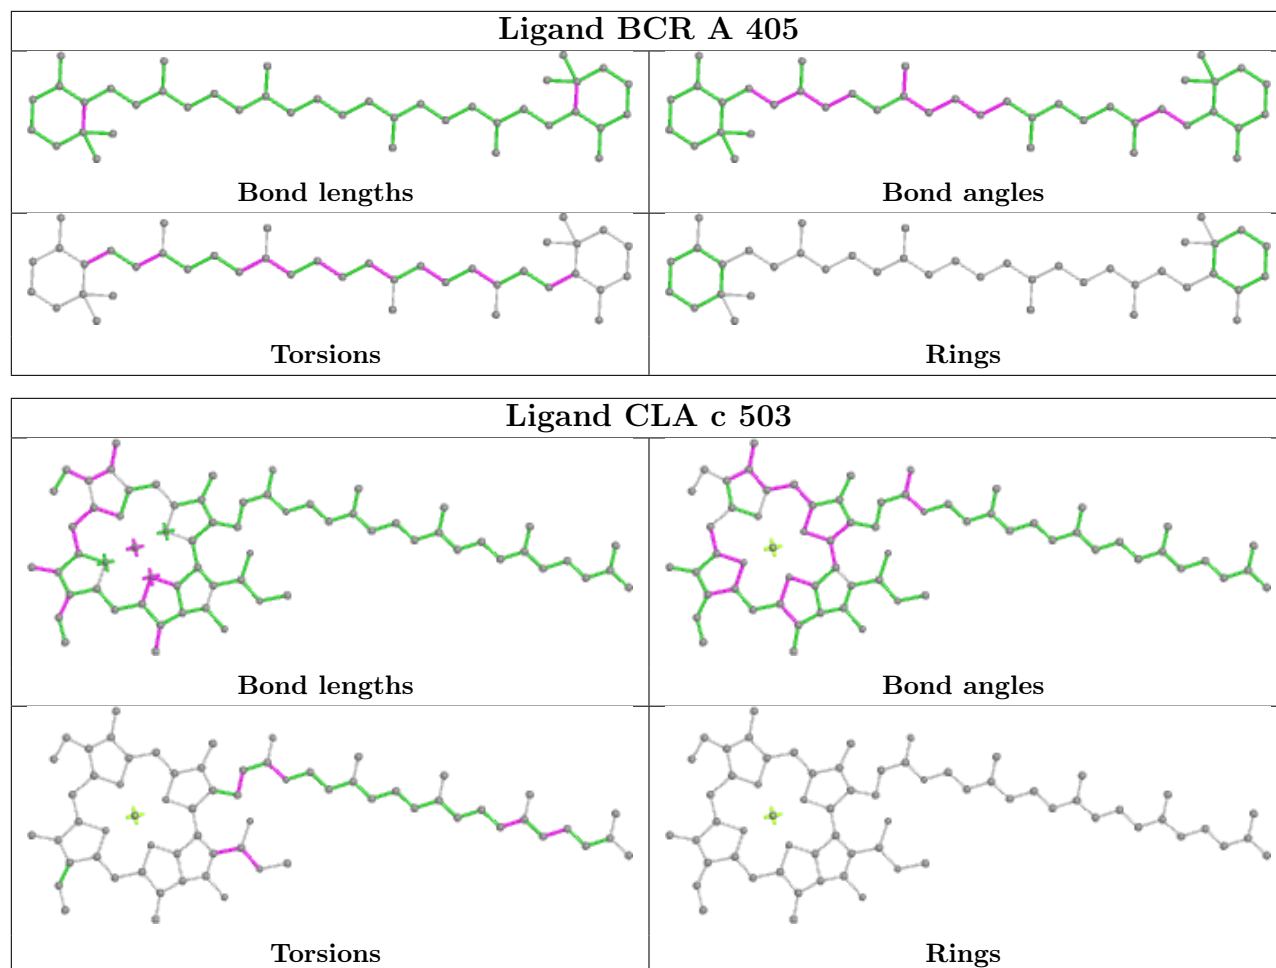 Ligand BCR A 405
Bond lengths
Bond angles
Torsions
Rings
Ligand CLA c 503
Bond lengths
Bond angles
Torsions
Rings